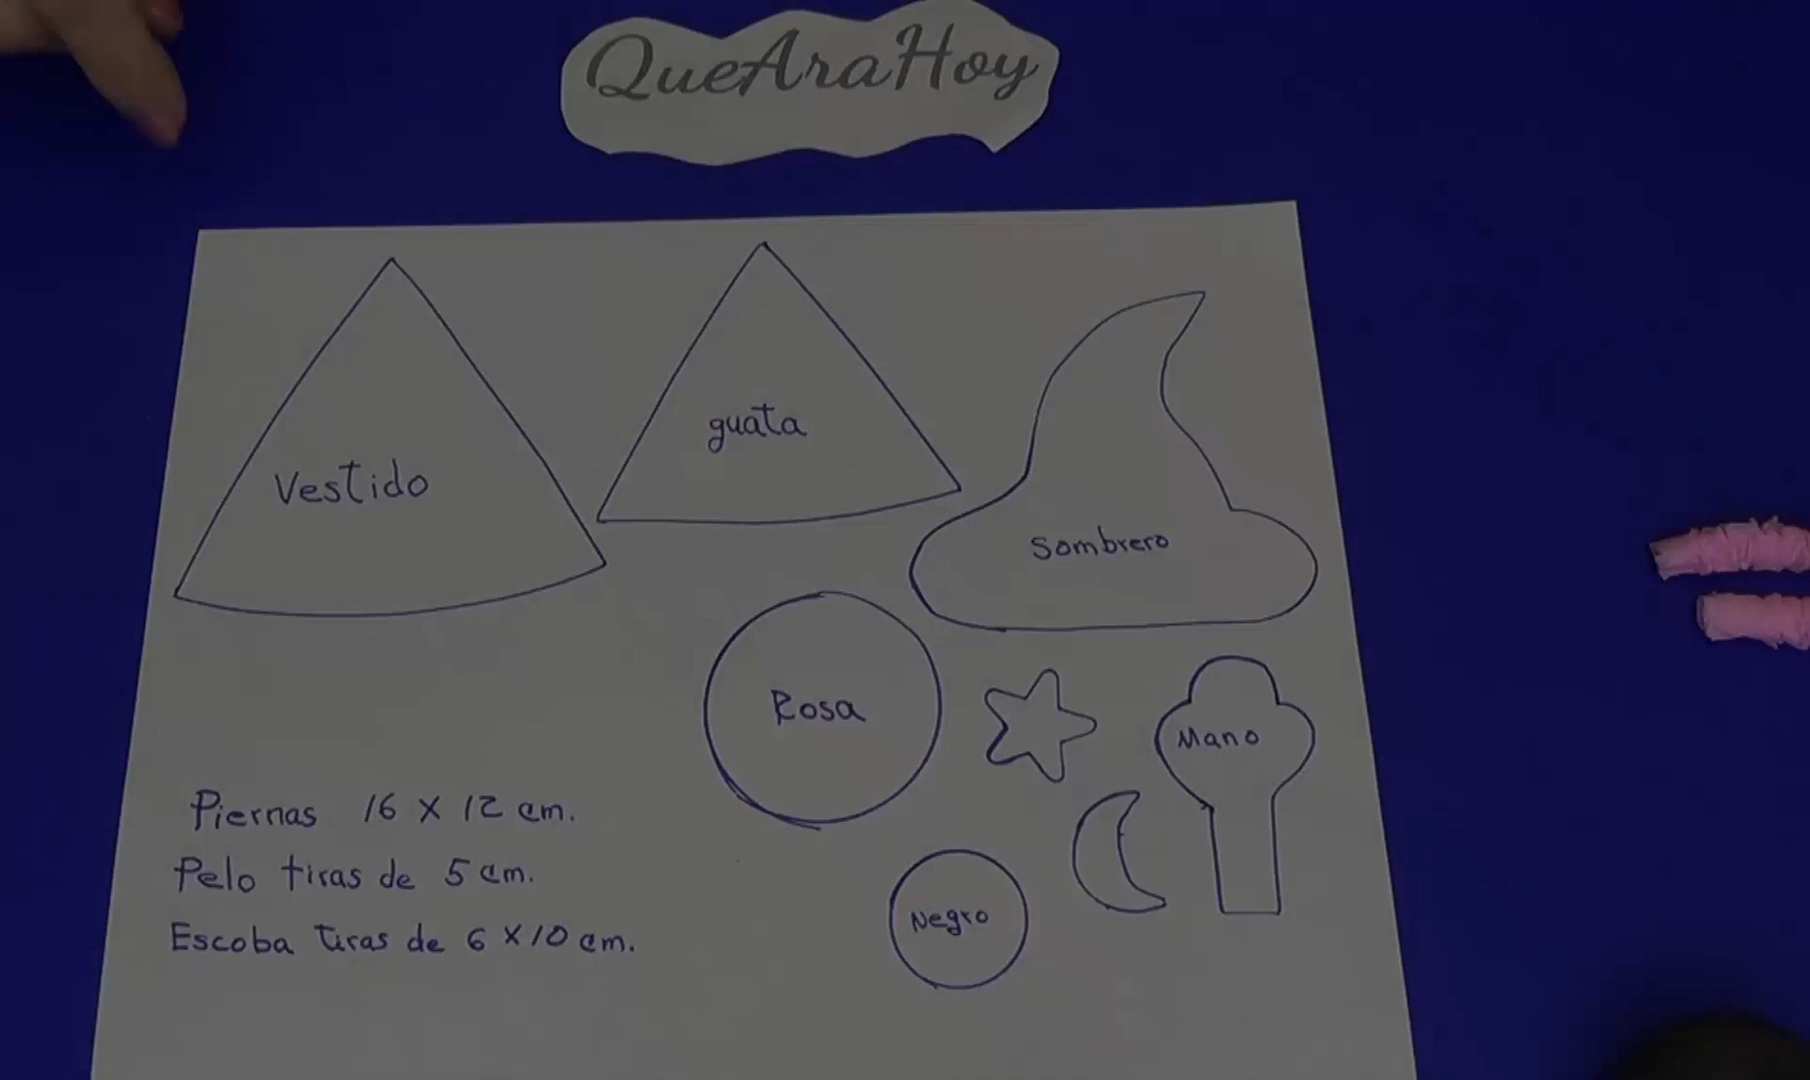 QueAraHoy
Vestido
guata
Sombrero
Rosa
Mano
Piernas 16 X 12 cm.
Pelo tiras de 5 cm.
Negro
Escoba tiras de 6 X 10 cm.